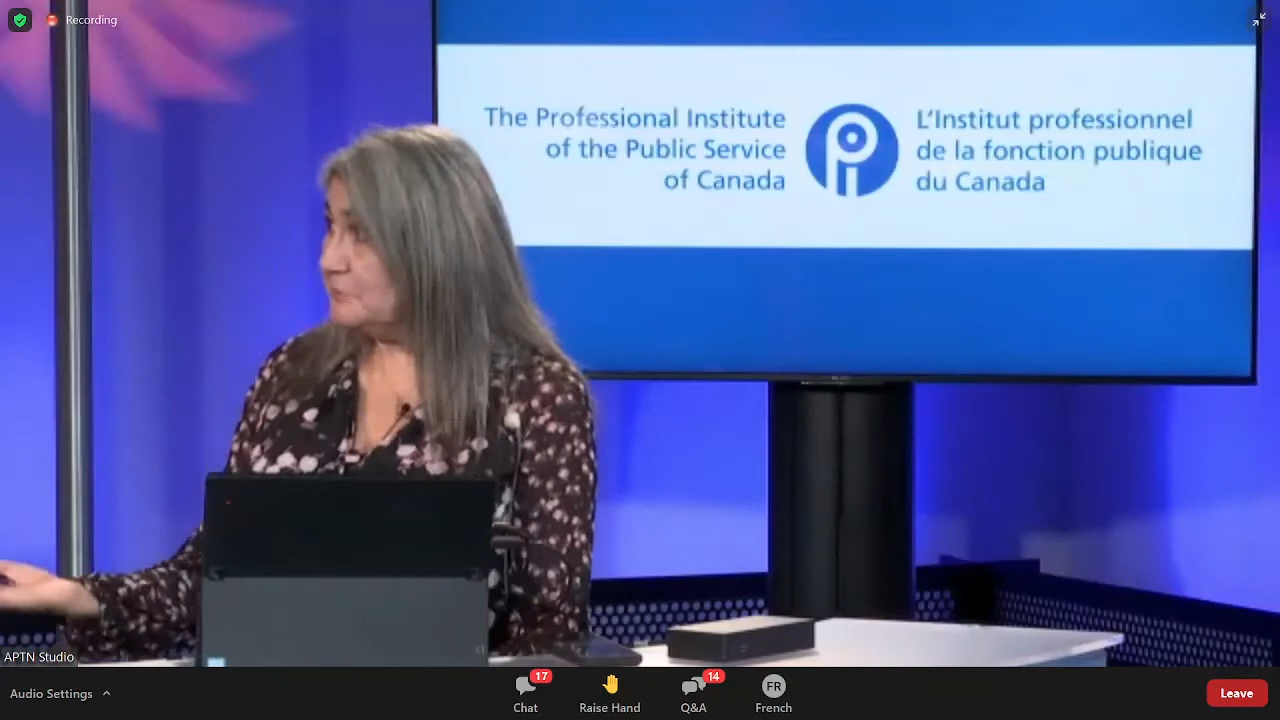 Recording
The Professional Institute
of the Public Service
of Canada
L'Institut professionnel
de la fonction publique
du Canada
APTN Studio
Audio Settings
17
Chat
Raise Hand
14
Q&A
FR
French
Leave